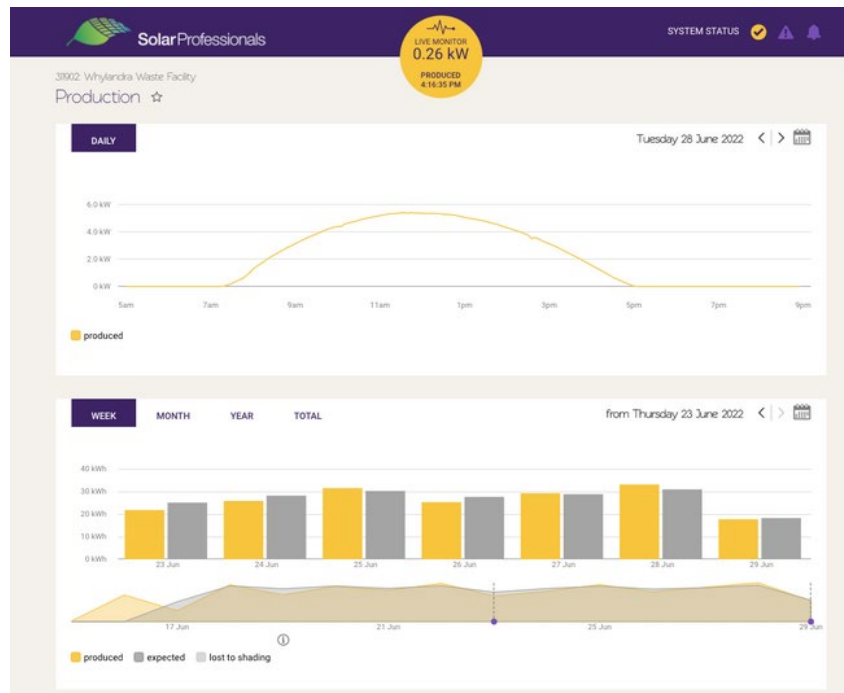 SolarProfessionals
LIVE MONITOR
0.26 kW
PRODUCED
4:16:35 PM
SYSTEM STATUS
31902: Whylandra Waste Facility
Production
DAILY
Tuesday 28 June 2022
6.0 kW
4.0 kW
2.0 kW
0 kW
5am 7am 9am 11am 1pm 3pm 5pm 7pm 9pm
produced
WEEK MONTH YEAR TOTAL
from Thursday 23 June 2022
40 kWh
30 kWh
20 kWh
10 kWh
0 kWh
23 Jun 24 Jun 25 Jun 26 Jun 27 Jun 28 Jun 29 Jun
17 Jun 21 Jun 25 Jun 29 Jun
produced expected lost to shading